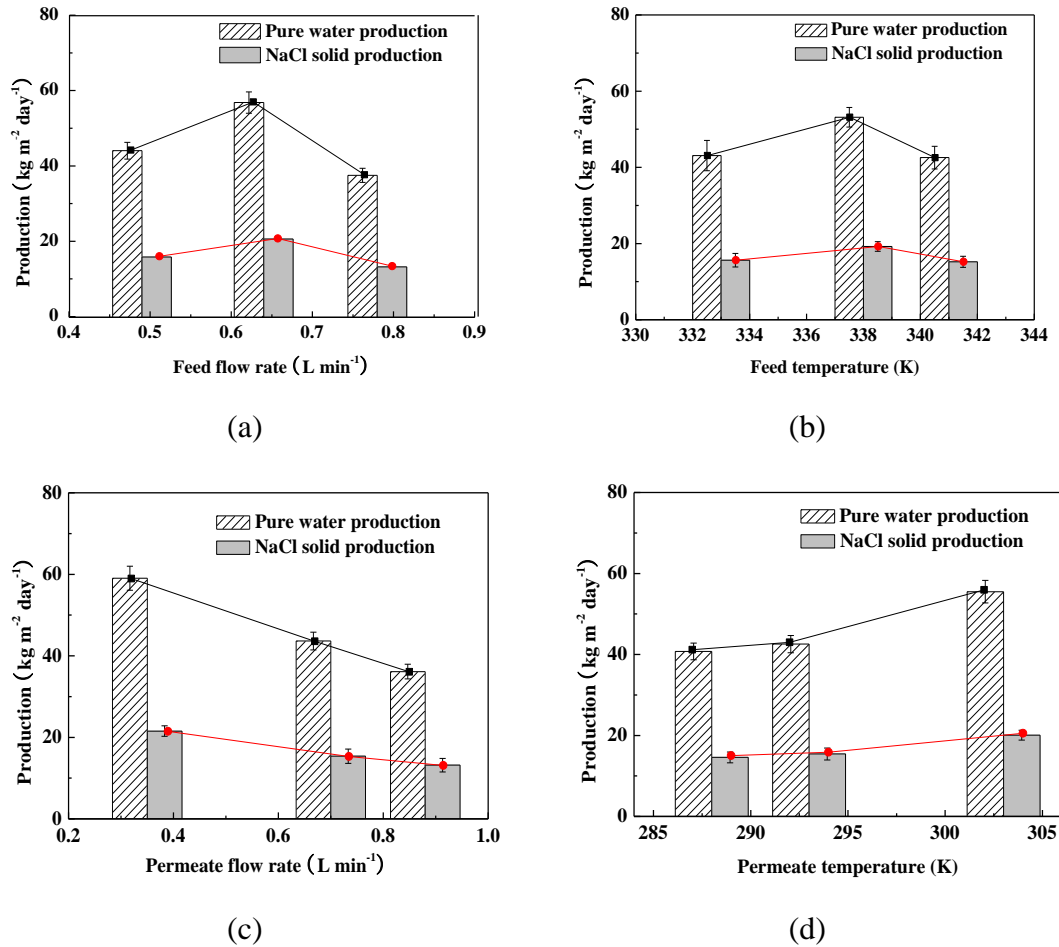 Pure water production
NaCl solid production
Production ( kg m⁻² day⁻¹)
80
60
40
20
0
0.4 0.5 0.6 0.7 0.8 0.9
Feed flow rate ( L min⁻¹)
(a)
Pure water production
NaCl solid production
Production ( kg m⁻² day⁻¹)
80
60
40
20
0
330 332 334 336 338 340 342 344
Feed temperature (K)
(b)
Pure water production
NaCl solid production
Production ( kg m⁻² day⁻¹)
80
60
40
20
0
0.2 0.4 0.6 0.8 1.0
Permeate flow rate ( L min⁻¹)
(c)
Pure water production
NaCl solid production
Production ( kg m⁻² day⁻¹)
80
60
40
20
0
285 290 295 300 305
Permeate temperature (K)
(d)